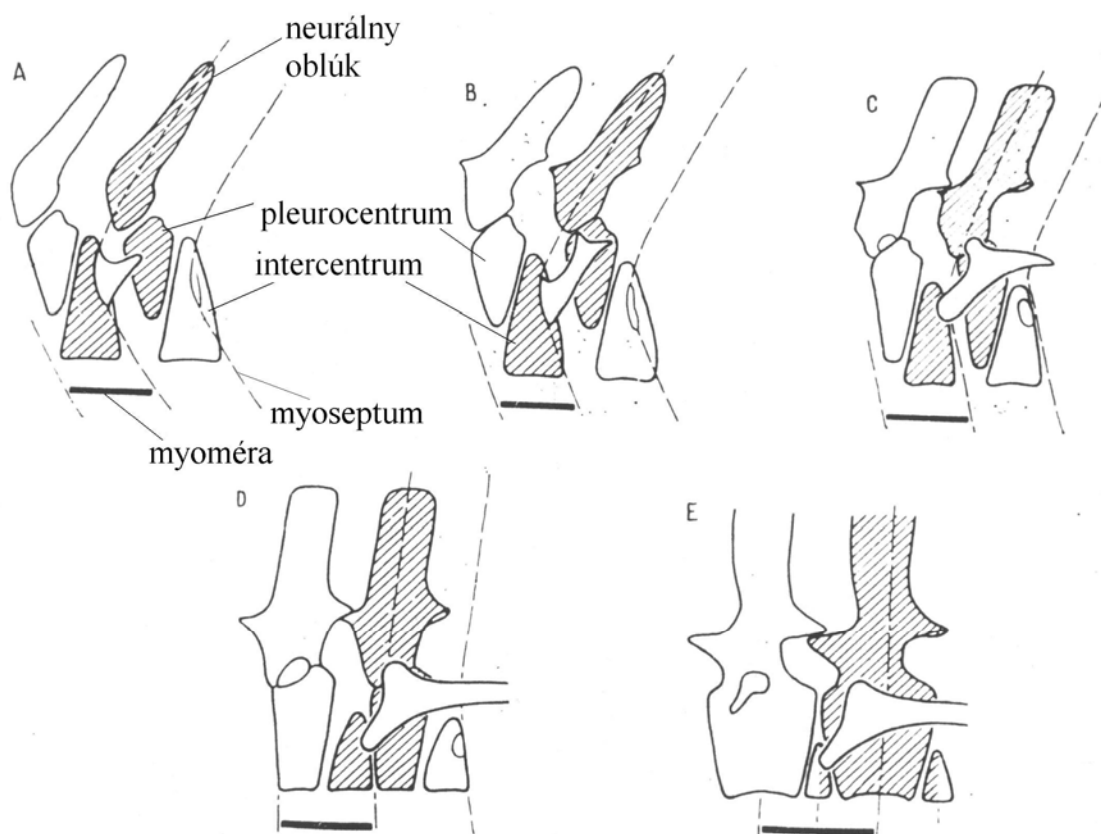 neurálny
oblúk
A
B
C
pleurocentrum
intercentrum
myoseptum
myoméra
D
E